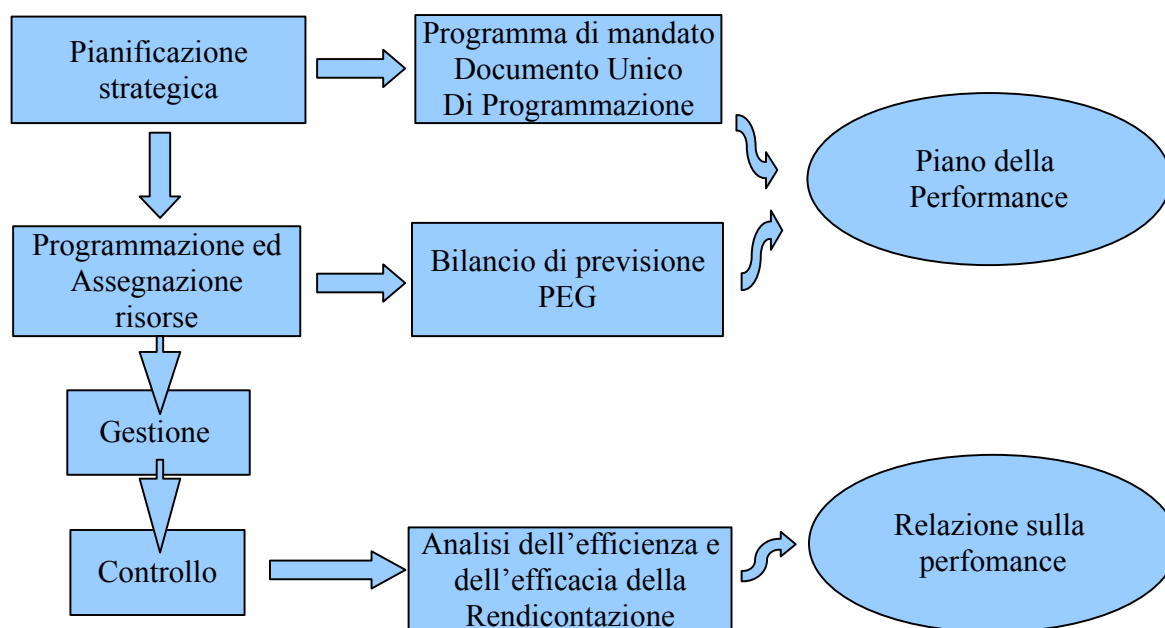 Pianificazione
strategica
Programma di mandato
Documento Unico
Di Programmazione
Piano della
Performance
Programmazione ed
Assegnazione
risorse
Bilancio di previsione
PEG
Gestione
Controllo
Analisi dell’efficienza e
dell’efficacia della
Rendicontazione
Relazione sulla
perfomance